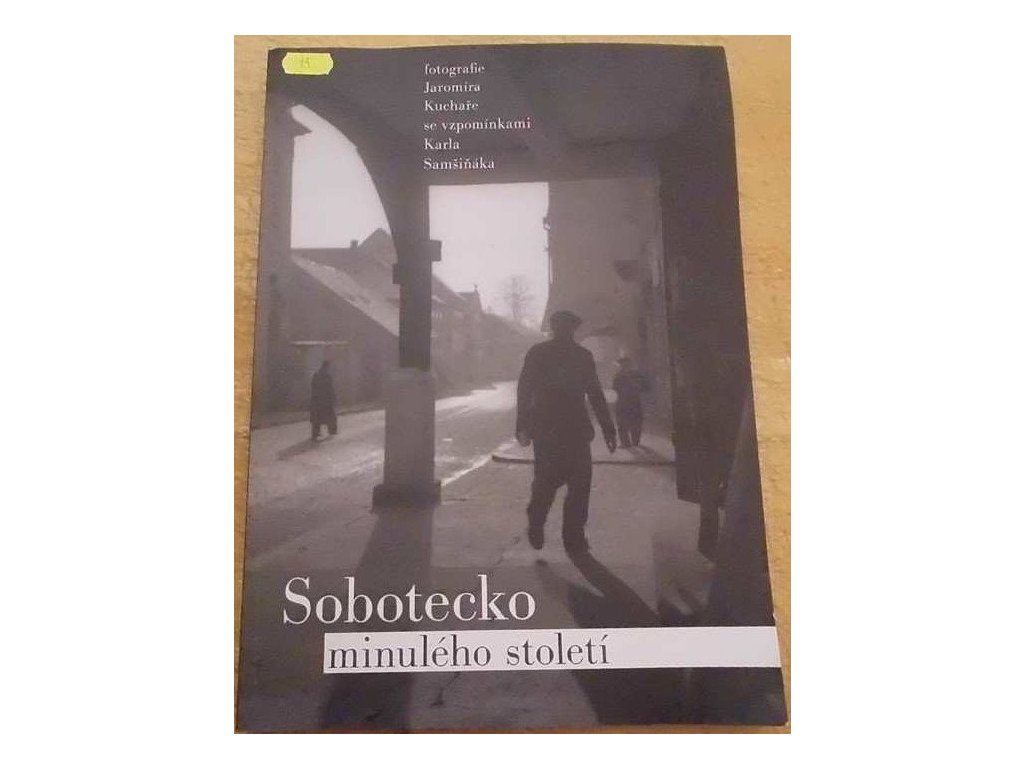 fotografie
Jaromíra
Kuchaře
se vzpomínkami
Karla
Samšiňáka
Sobotecko
minulého století